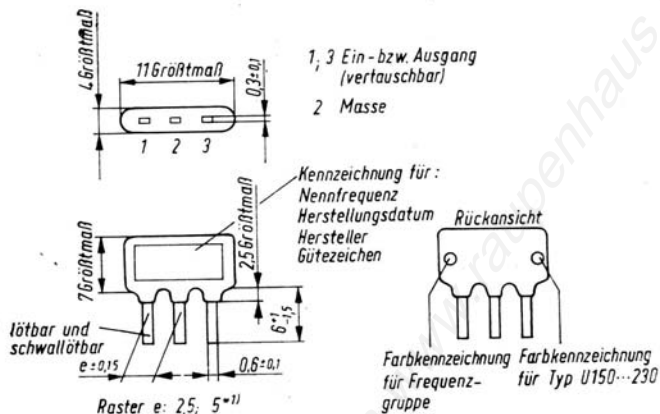 4 Größtmaß
11 Größtmaß
0,3±0,1
1; 3 Ein- bzw. Ausgang
(vertauschbar)
2 Masse
1 2 3
Kennzeichnung für:
Nennfrequenz
Herstellungsdatum
Hersteller
Gütezeichen
Rückansicht
7 Größtmaß
2,5 Größtmaß
6 +1 -1,5
lötbar und
schwallötbar
e ±0,15
0,6 ±0,1
Raster e: 2,5; 5 *1)
Farbkennzeichnung
für Frequenz-
gruppe
Farbkennzeichnung
für Typ U150···230
www.raupenhaus